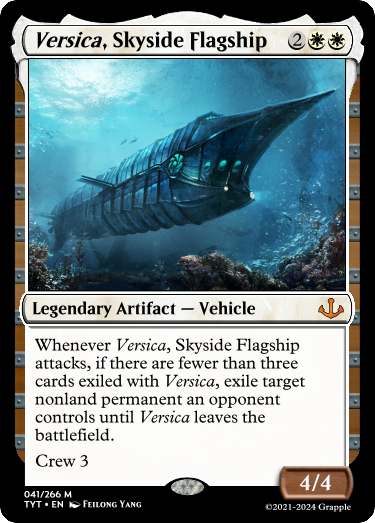 Versica, Skyside Flagship 2
Legendary Artifact — Vehicle
Whenever Versica, Skyside Flagship
attacks, if there are fewer than three
cards exiled with Versica, exile target
nonland permanent an opponent
controls until Versica leaves the
battlefield.
Crew 3
4/4
041/266 M
TYT • EN Feilong Yang
©2021-2024 Grapple